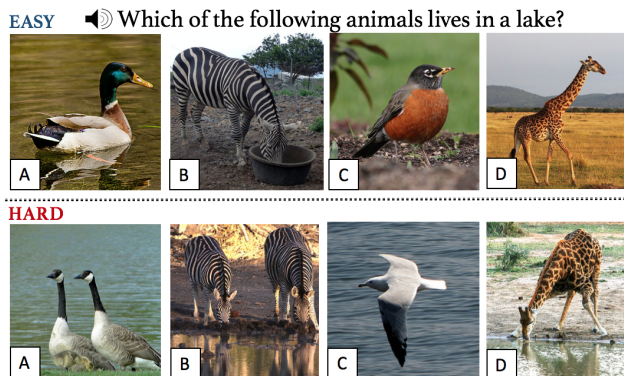 EASY
Which of the following animals lives in a lake?
A
B
C
D
HARD
A
B
C
D